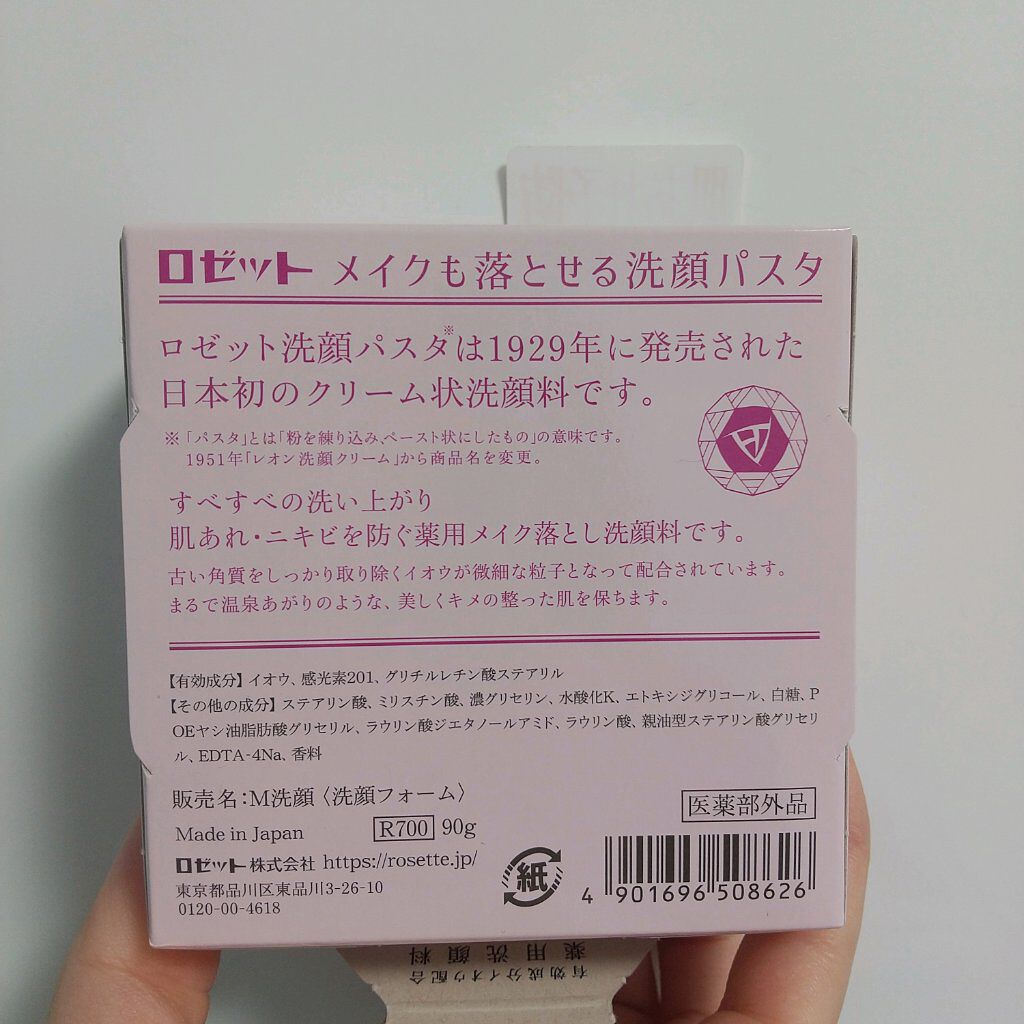 ロゼット メイクも落とせる洗顔パスタ
ロゼット洗顔パスタ※は1929年に発売された
日本初のクリーム状洗顔料です。
※「パスタ」とは「粉を練り込み、ペースト状にしたもの」の意味です。
1951年「レオン洗顔クリーム」から商品名を変更。
すべすべの洗い上がり
肌あれ・ニキビを防ぐ薬用メイク落とし洗顔料です。
古い角質をしっかり取り除くイオウが微細な粒子となって配合されています。
まるで温泉あがりのような、美しくキメの整った肌を保ちます。
【有効成分】イオウ、感光素201、グリチルレチン酸ステアリル
【その他の成分】ステアリン酸、ミリスチン酸、濃グリセリン、水酸化K、エトキシジグリコール、白糖、P
OEヤシ油脂肪酸グリセリル、ラウリン酸ジエタノールアミド、ラウリン酸、親油型ステアリン酸グリセリ
ル、EDTA-4Na、香料
販売名:M洗顔〈洗顔フォーム〉
医薬部外品
Made in Japan R700 90g
ロゼット株式会社 https://rosette.jp/
東京都品川区東品川3-26-10
0120-00-4618
紙
4 901696 508626
有効成分イオウ配合
薬用洗顔料